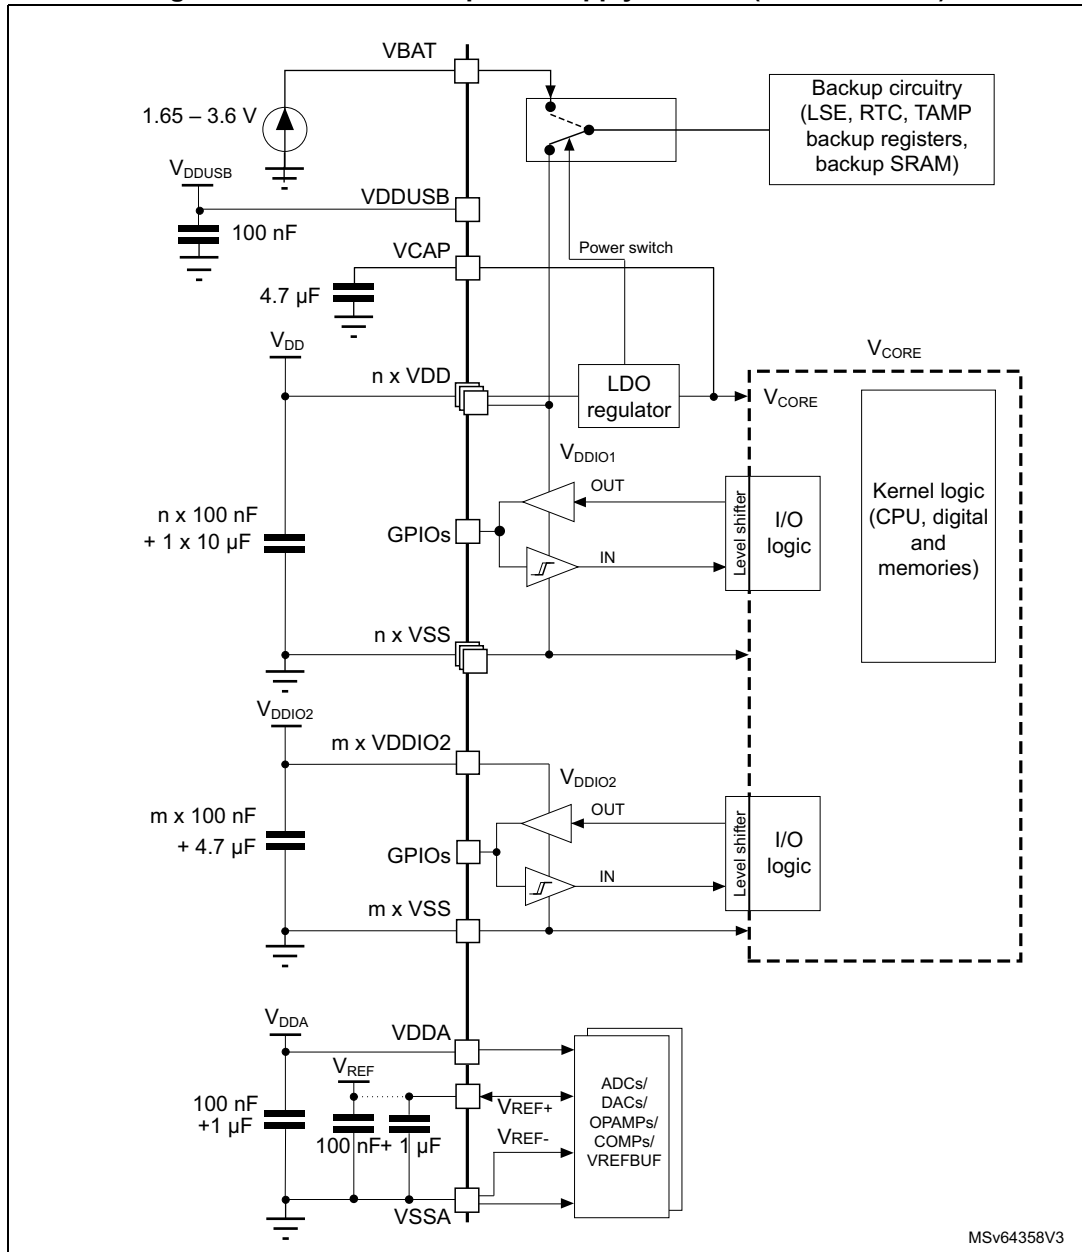 VBAT
Backup circuitry
(LSE, RTC, TAMP
backup registers,
backup SRAM)
1.65 – 3.6 V
VDDUSB
VDDUSB
100 nF
Power switch
VCAP
4.7 µF
VDD
n x VDD
LDO
regulator
VCORE
VCORE
VDDIO1
OUT
Level shifter
I/O
logic
Kernel logic
(CPU, digital
and
memories)
n x 100 nF
+ 1 x 10 µF
GPIOs
IN
n x VSS
VDDIO2
m x VDDIO2
VDDIO2
OUT
Level shifter
I/O
logic
m x 100 nF
+ 4.7 µF
GPIOs
IN
m x VSS
VDDA
VDDA
VREF
VREF+
ADCs/
DACs/
OPAMPs/
COMPs/
VREFBUF
100 nF
+1 µF
100 nF+ 1 µF
VREF-
VSSA
MSv64358V3